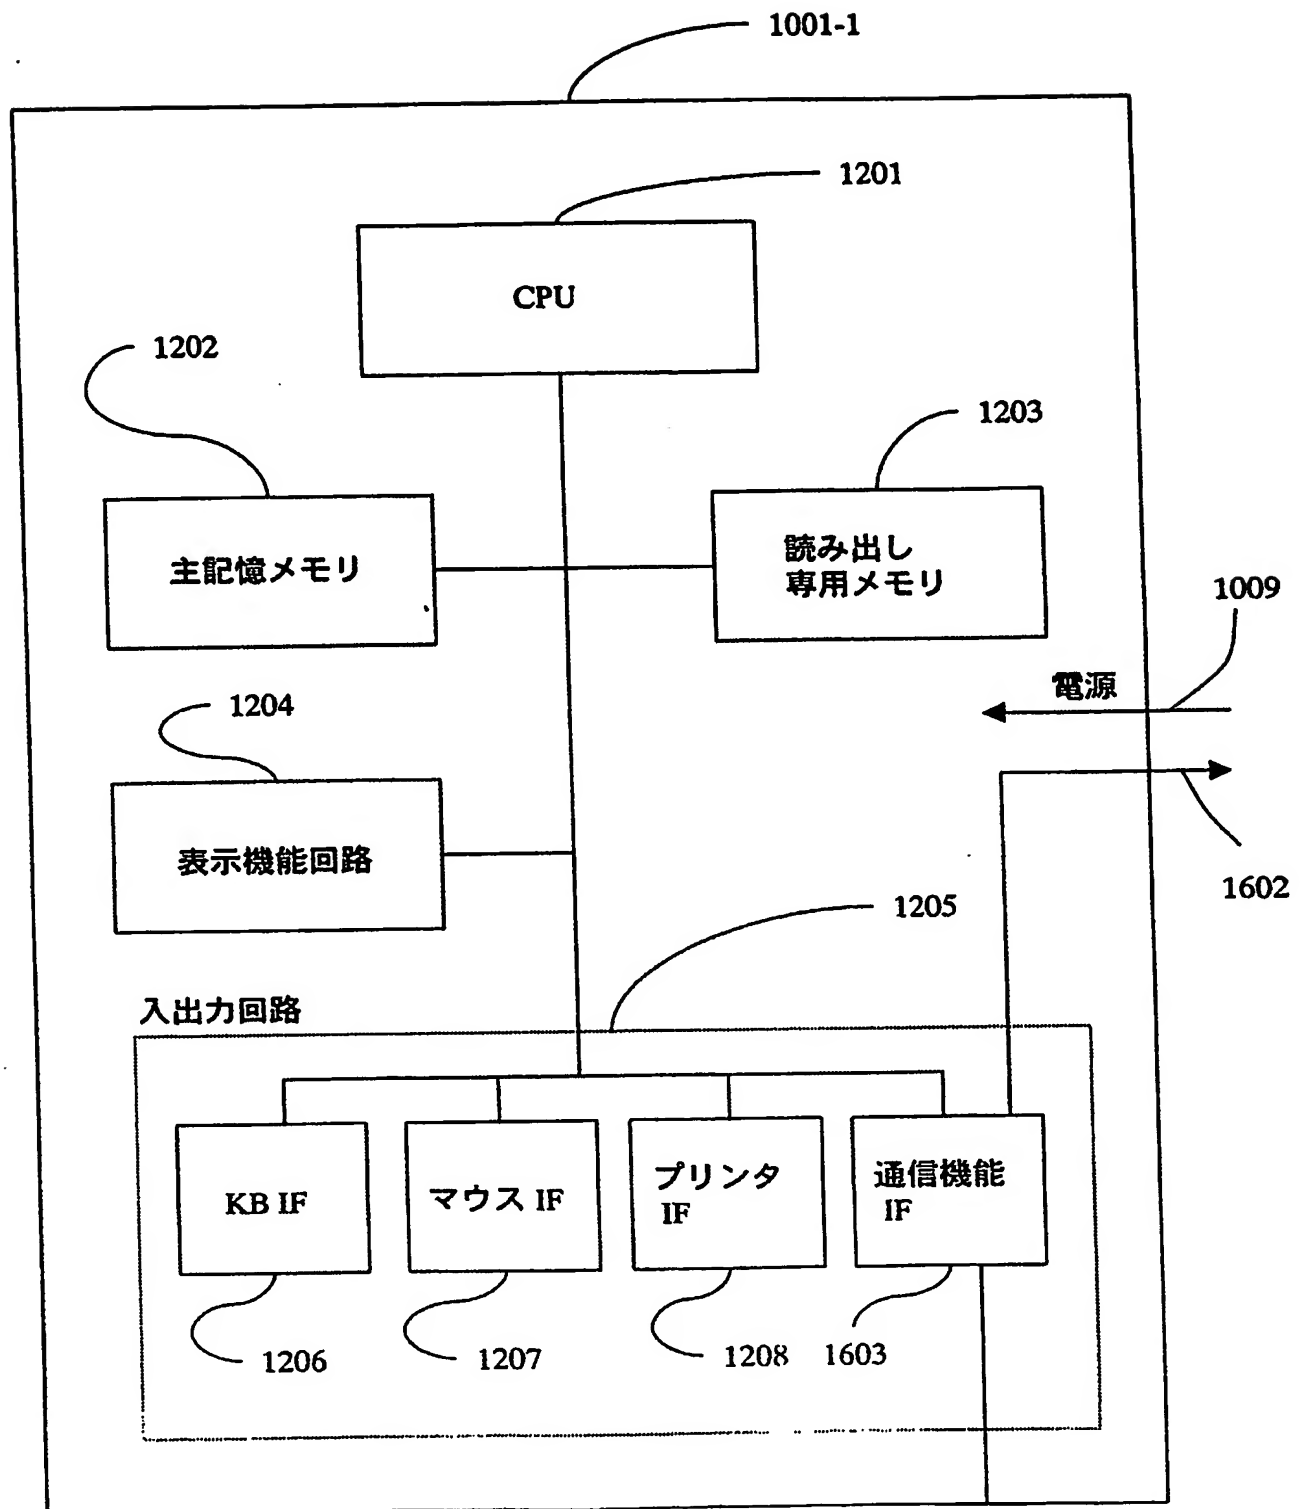 1001-1
1201
CPU
1202
1203
主記憶メモリ
読み出し
専用メモリ
1009
電源
1204
表示機能回路
1602
1205
入出力回路
KB IF
マウス IF
プリンタ
IF
通信機能
IF
1206
1207
1208
1603